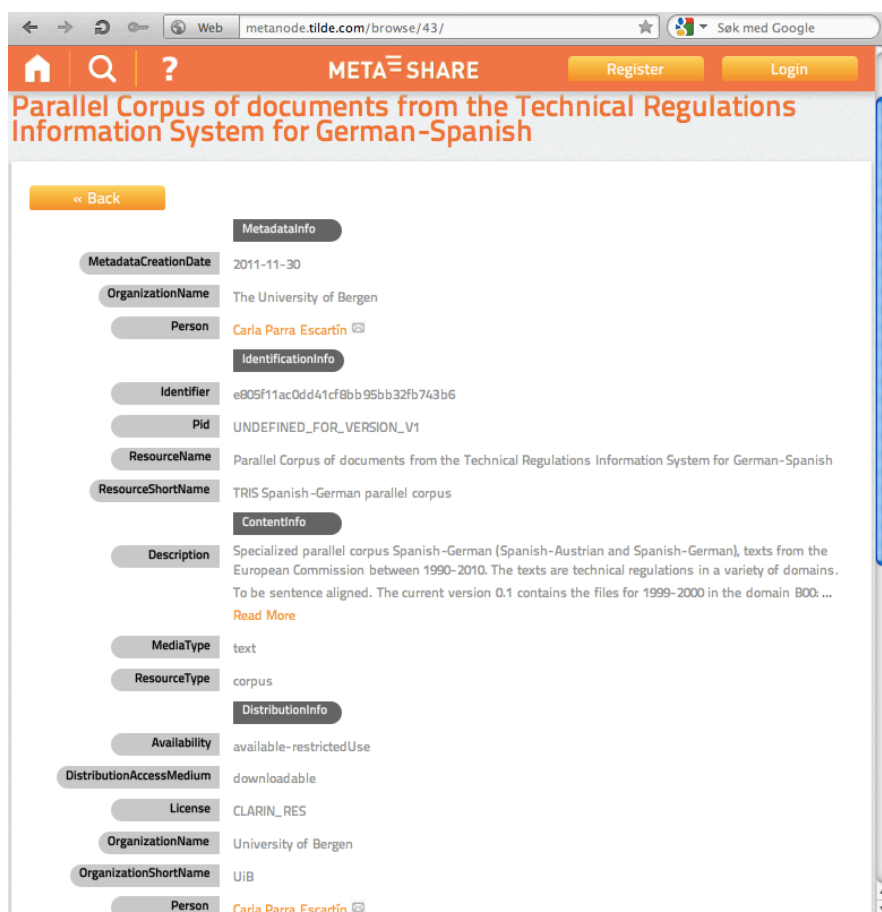 Web metanode.tilde.com/browse/43/ Søk med Google
? META SHARE Register Login
Parallel Corpus of documents from the Technical Regulations
Information System for German-Spanish
« Back
MetadataInfo
MetadataCreationDate 2011-11-30
OrganizationName The University of Bergen
Person Carla Parra Escartín
IdentificationInfo
Identifier e805f11ac0dd41cf8bb95bb32fb743b6
Pid UNDEFINED_FOR_VERSION_V1
ResourceName Parallel Corpus of documents from the Technical Regulations Information System for German-Spanish
ResourceShortName TRIS Spanish-German parallel corpus
ContentInfo
Description Specialized parallel corpus Spanish-German (Spanish-Austrian and Spanish-German), texts from the
European Commission between 1990-2010. The texts are technical regulations in a variety of domains.
To be sentence aligned. The current version 0.1 contains the files for 1999-2000 in the domain B00: ...
Read More
MediaType text
ResourceType corpus
DistributionInfo
Availability available-restrictedUse
DistributionAccessMedium downloadable
License CLARIN_RES
OrganizationName University of Bergen
OrganizationShortName UiB
Person Carla Parra Escartín